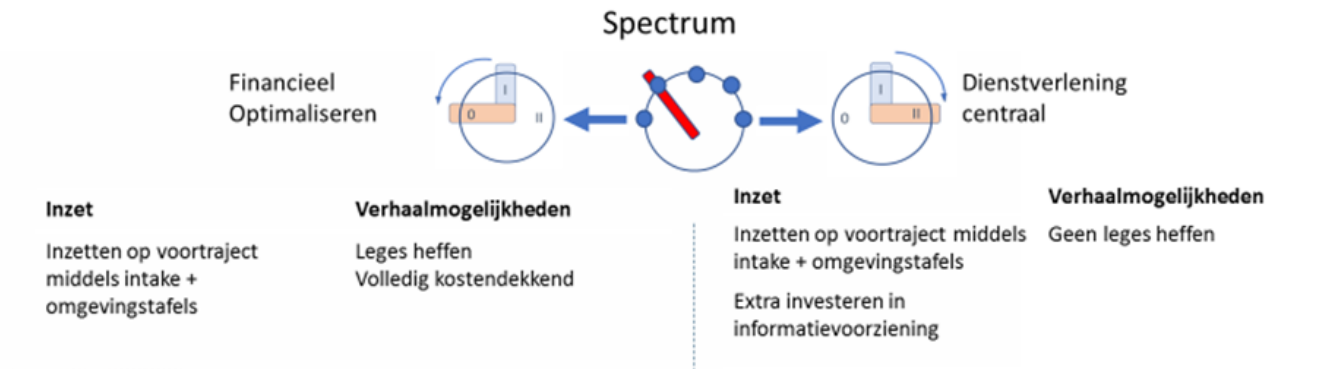 Spectrum
Financieel
Optimaliseren
I
0
II
I
0
II
Dienstverlening
centraal
Inzet
Inzetten op voortraject
middels intake +
omgevingstafels
Verhaalmogelijkheden
Leges heffen
Volledig kostendekkend
Inzet
Inzetten op voortraject middels
intake + omgevingstafels
Extra investeren in
informatievoorziening
Verhaalmogelijkheden
Geen leges heffen